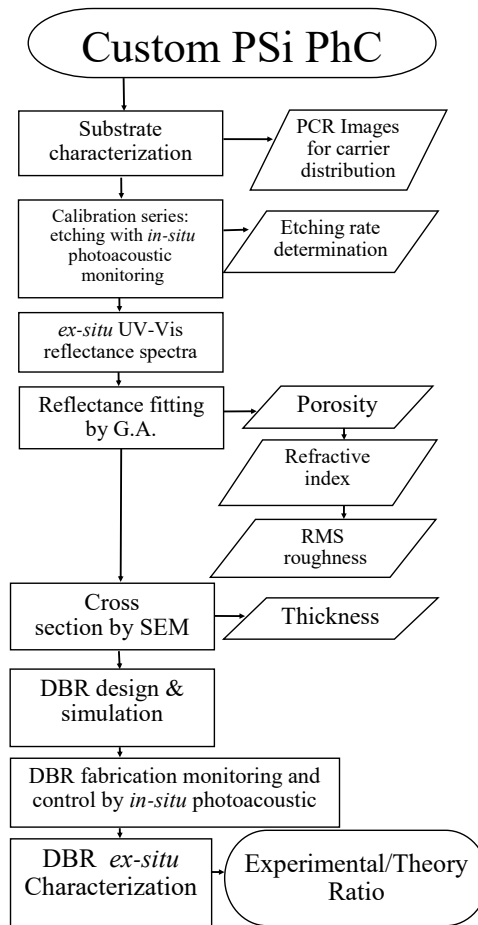 Custom PSi PhC
Substrate
characterization
PCR Images
for carrier
distribution
Calibration series:
etching with in-situ
photoacoustic
monitoring
Etching rate
determination
ex-situ UV-Vis
reflectance spectra
Reflectance fitting
by G.A.
Porosity
Refractive
index
RMS
roughness
Cross
section by SEM
Thickness
DBR design &
simulation
DBR fabrication monitoring and
control by in-situ photoacoustic
DBR ex-situ
Characterization
Experimental/Theory
Ratio